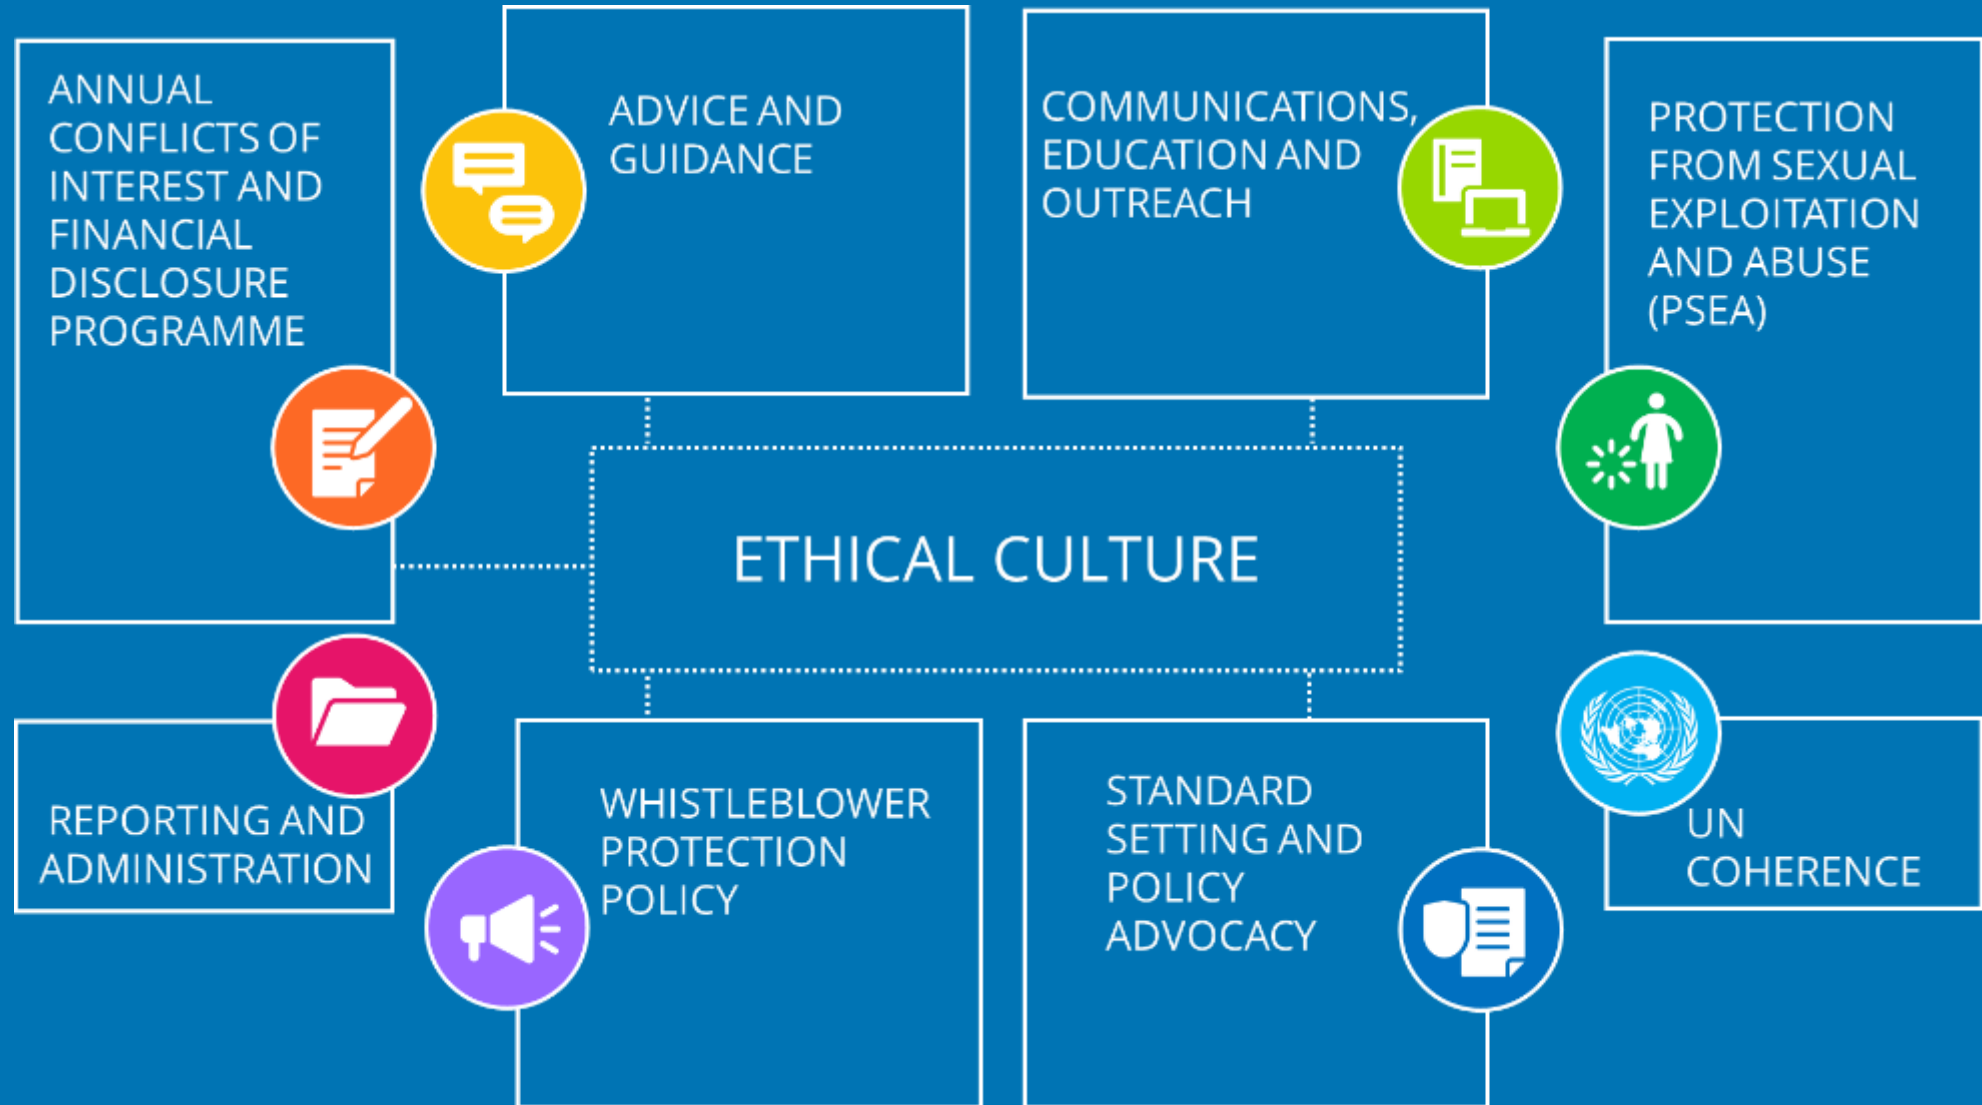 ANNUAL
CONFLICTS OF
INTEREST AND
FINANCIAL
DISCLOSURE
PROGRAMME
ADVICE AND
GUIDANCE
COMMUNICATIONS,
EDUCATION AND
OUTREACH
PROTECTION
FROM SEXUAL
EXPLOITATION
AND ABUSE
(PSEA)
ETHICAL CULTURE
REPORTING AND
ADMINISTRATION
WHISTLEBLOWER
PROTECTION
POLICY
STANDARD
SETTING AND
POLICY
ADVOCACY
UN
COHERENCE